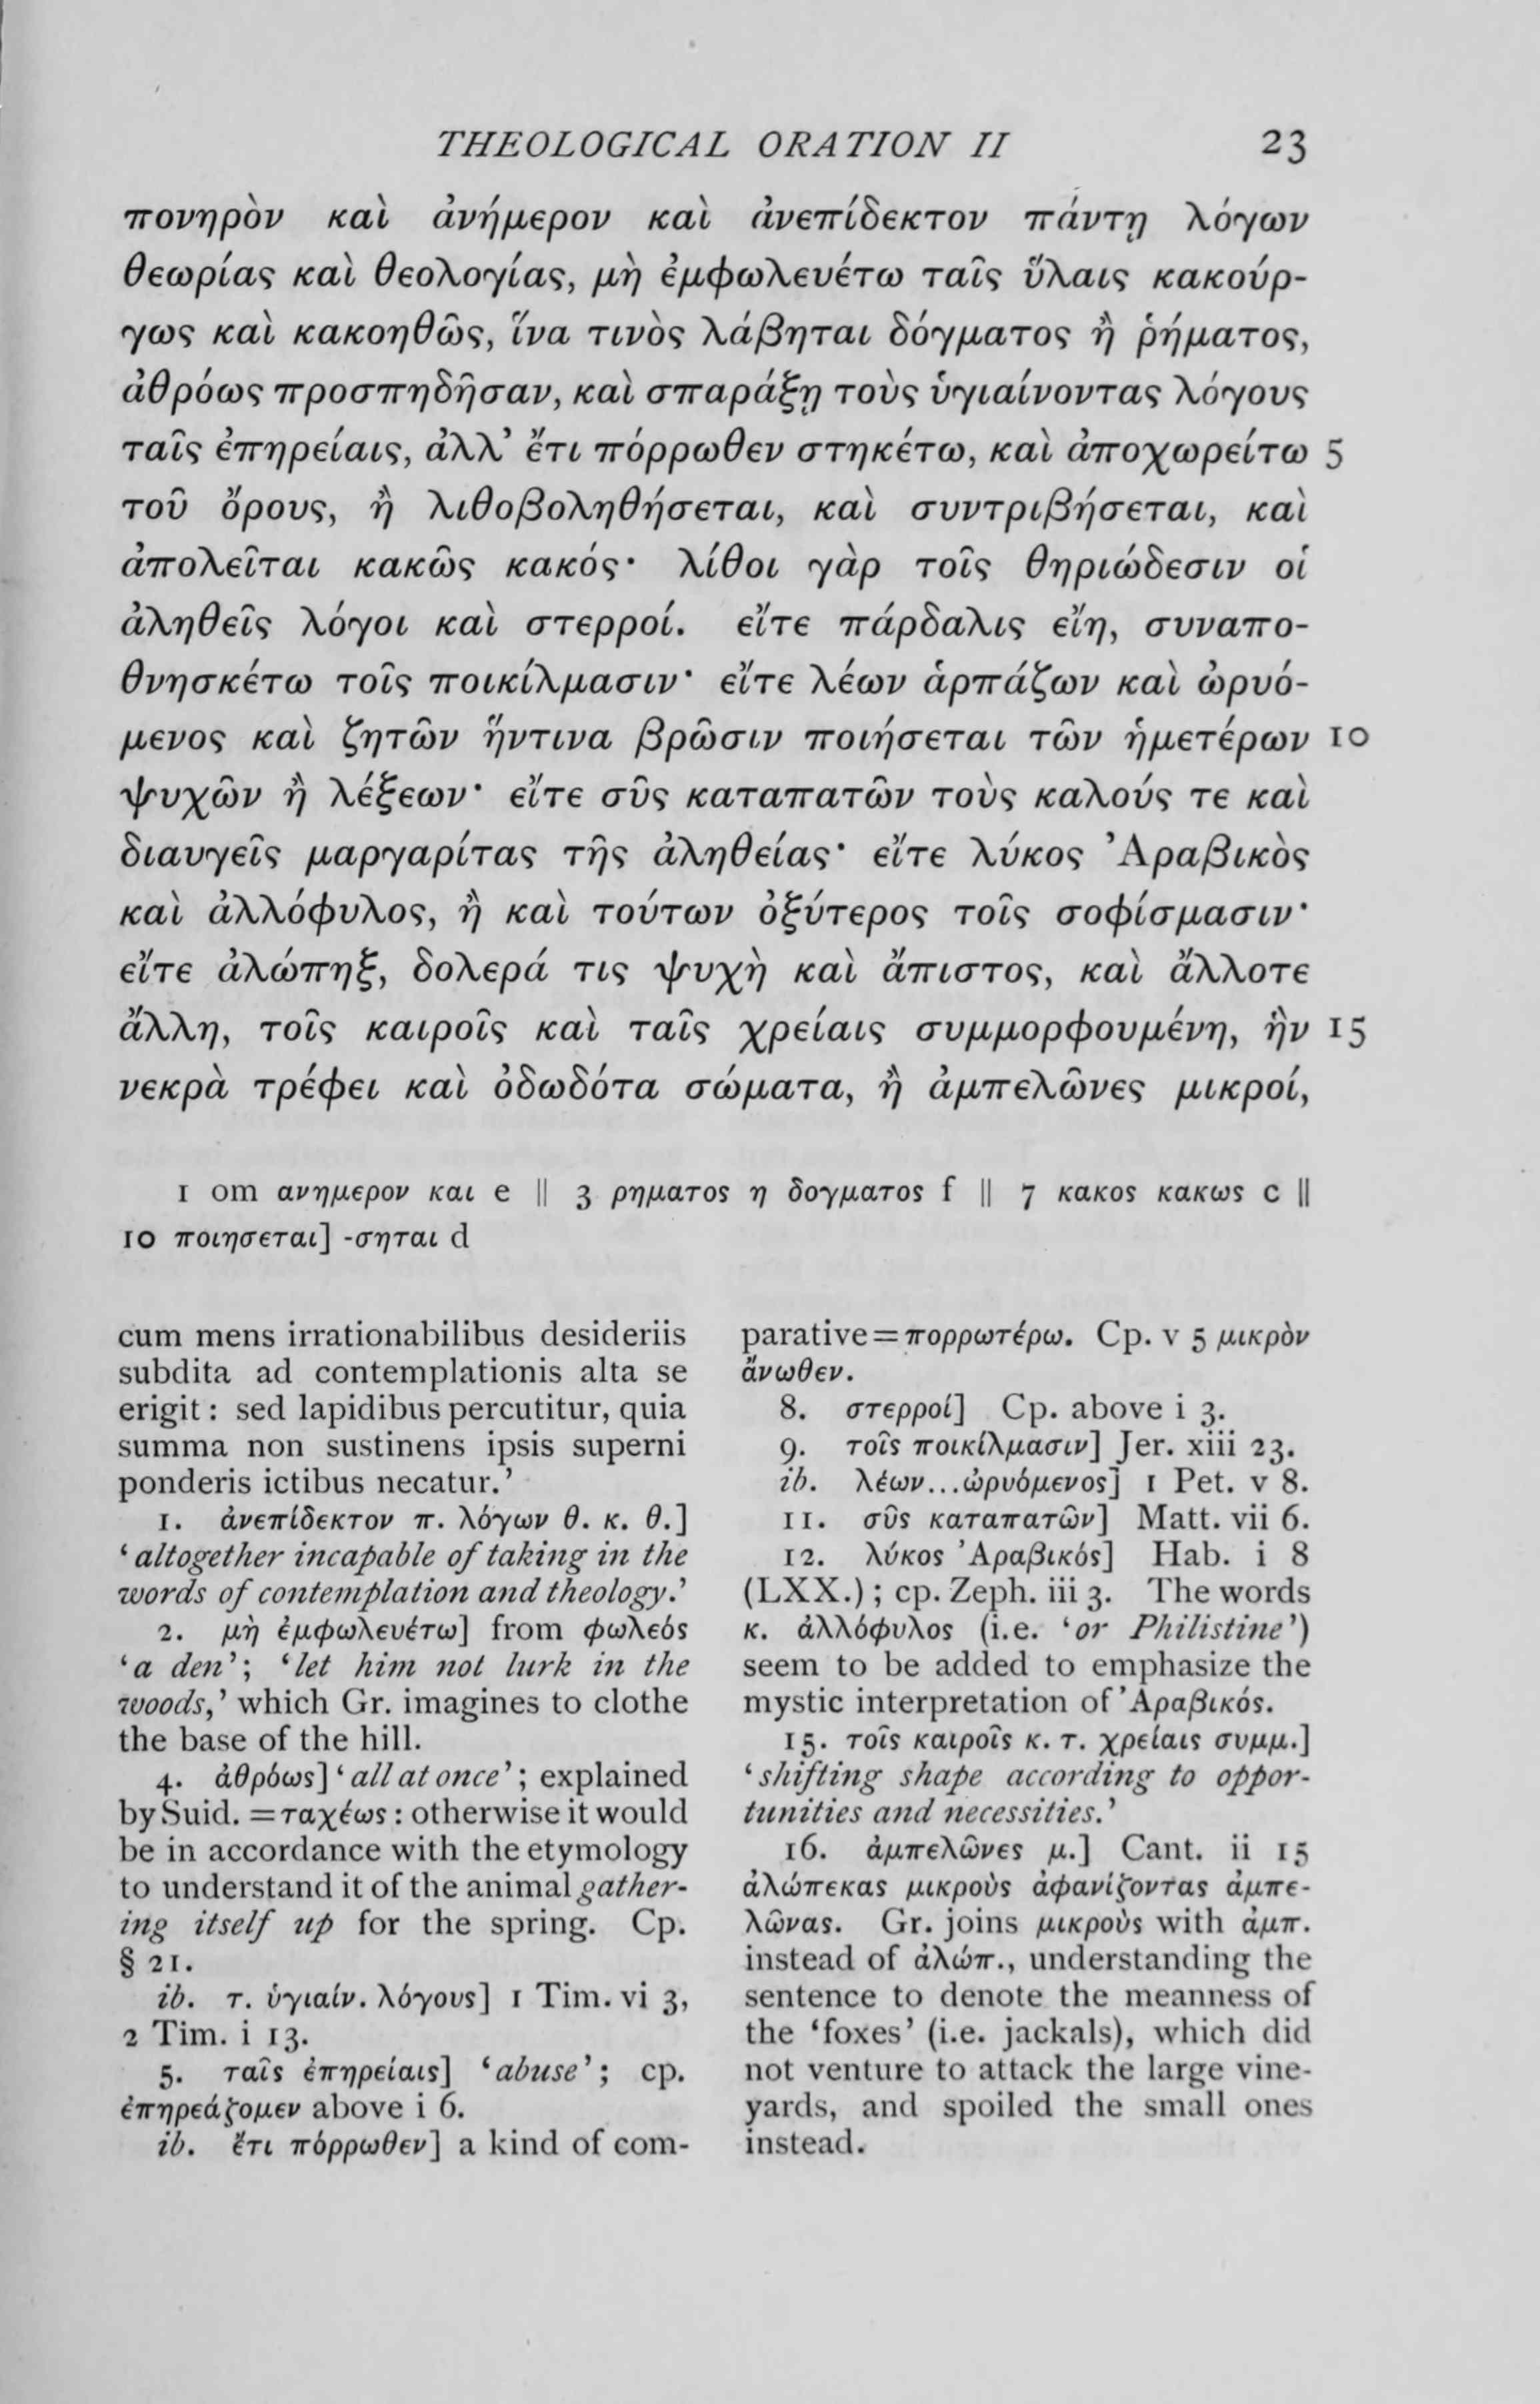 THEOLOGICAL ORATION II 23
πονηρὸν καὶ ἀνήμερον καὶ ἀνεπίδεκτον πάντῃ λόγων
θεωρίας καὶ θεολογίας, μὴ ἐμφωλευέτω ταῖς ὕλαις κακούρ-
γως καὶ κακοηθῶς, ἵνα τινὸς λάβηται δόγματος ἢ ῥήματος,
ἀθρόως προσπηδῆσαν, καὶ σπαράξῃ τοὺς ὑγιαίνοντας λόγους
ταῖς ἐπηρείαις, ἀλλ’ ἔτι πόρρωθεν στηκέτω, καὶ ἀποχωρείτω 5
τοῦ ὄρους, ἢ λιθοβοληθήσεται, καὶ συντριβήσεται, καὶ
ἀπολεῖται κακῶς κακός· λίθοι γὰρ τοῖς θηριώδεσιν οἱ
ἀληθεῖς λόγοι καὶ στερροί. εἴτε πάρδαλις εἴη, συναπο-
θνησκέτω τοῖς ποικίλμασιν· εἴτε λέων ἁρπάζων καὶ ὠρυό-
μενος καὶ ζητῶν ἥντινα βρῶσιν ποιήσεται τῶν ἡμετέρων 10
ψυχῶν ἢ λέξεων· εἴτε σῦς καταπατῶν τοὺς καλούς τε καὶ
διαυγεῖς μαργαρίτας τῆς ἀληθείας· εἴτε λύκος Ἀραβικὸς
καὶ ἀλλόφυλος, ἢ καὶ τούτων ὀξύτερος τοῖς σοφίσμασιν·
εἴτε ἀλώπηξ, δολερά τις ψυχὴ καὶ ἄπιστος, καὶ ἄλλοτε
ἄλλη, τοῖς καιροῖς καὶ ταῖς χρείαις συμμορφουμένη, ἢν 15
νεκρὰ τρέφει καὶ ὀδωδότα σώματα, ἢ ἀμπελῶνες μικροί,
1 om ανημερον και e || 3 ρηματος η δογματος f || 7 κακος κακως c ||
10 ποιησεται] -σηται d
cum mens irrationabilibus desideriis
subdita ad contemplationis alta se
erigit: sed lapidibus percutitur, quia
summa non sustinens ipsis superni
ponderis ictibus necatur.’
1. ἀνεπίδεκτον π. λόγων θ. κ. θ.]
‘altogether incapable of taking in the
words of contemplation and theology.’
2. μὴ ἐμφωλευέτω] from φωλεός
‘a den’; ‘let him not lurk in the
woods,’ which Gr. imagines to clothe
the base of the hill.
4. ἀθρόως] ‘all at once’; explained
by Suid. = ταχέως: otherwise it would
be in accordance with the etymology
to understand it of the animal gather-
ing itself up for the spring. Cp.
§ 21.
ib. τ. ὑγιαίν. λόγους] 1 Tim. vi 3,
2 Tim. i 13.
5. ταῖς ἐπηρείαις] ‘abuse’; cp.
ἐπηρεάζομεν above i 6.
ib. ἔτι πόρρωθεν] a kind of com-
parative = πορρωτέρω. Cp. v 5 μικρὸν
ἄνωθεν.
8. στερροί] Cp. above i 3.
9. τοῖς ποικίλμασιν] Jer. xiii 23.
ib. λέων...ὠρυόμενος] 1 Pet. v 8.
11. σῦς καταπατῶν] Matt. vii 6.
12. λύκος Ἀραβικός] Hab. i 8
(LXX.); cp. Zeph. iii 3. The words
κ. ἀλλόφυλος (i.e. ‘or Philistine’)
seem to be added to emphasize the
mystic interpretation of Ἀραβικός.
15. τοῖς καιροῖς κ. τ. χρείαις συμμ.]
‘shifting shape according to oppor-
tunities and necessities.’
16. ἀμπελῶνες μ.] Cant. ii 15
ἀλώπεκας μικροὺς ἀφανίζοντας ἀμπε-
λῶνας. Gr. joins μικροὺς with ἀμπ.
instead of ἀλώπ., understanding the
sentence to denote the meanness of
the ‘foxes’ (i.e. jackals), which did
not venture to attack the large vine-
yards, and spoiled the small ones
instead.